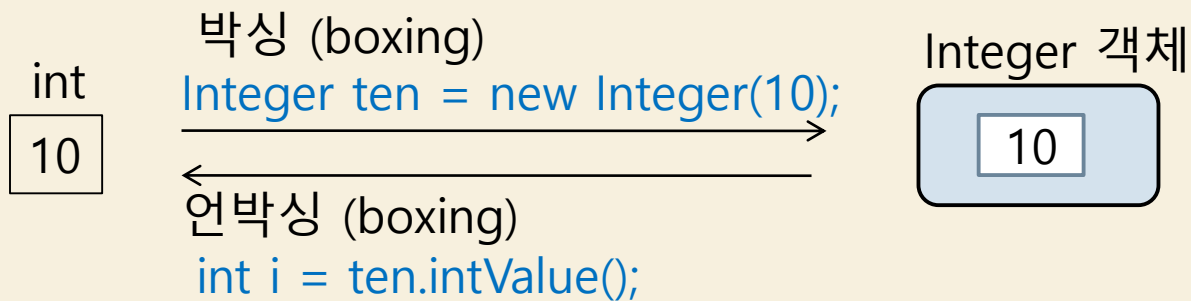 박싱 (boxing)
Integer ten = new Integer(10);
int
10
Integer 객체
10
언박싱 (boxing)
int i = ten.intValue();